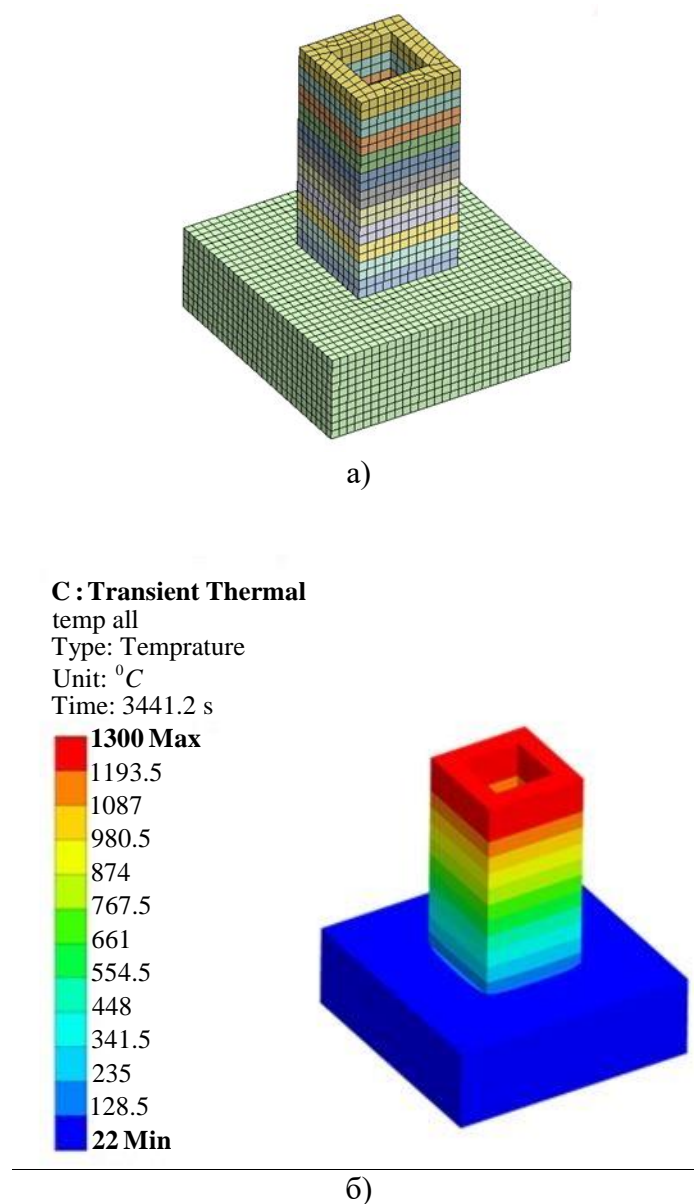 а)
C : Transient Thermal
temp all
Type: Temprature
Unit: ⁰C
Time: 3441.2 s
1300 Max
1193.5
1087
980.5
874
767.5
661
554.5
448
341.5
235
128.5
22 Min
б)